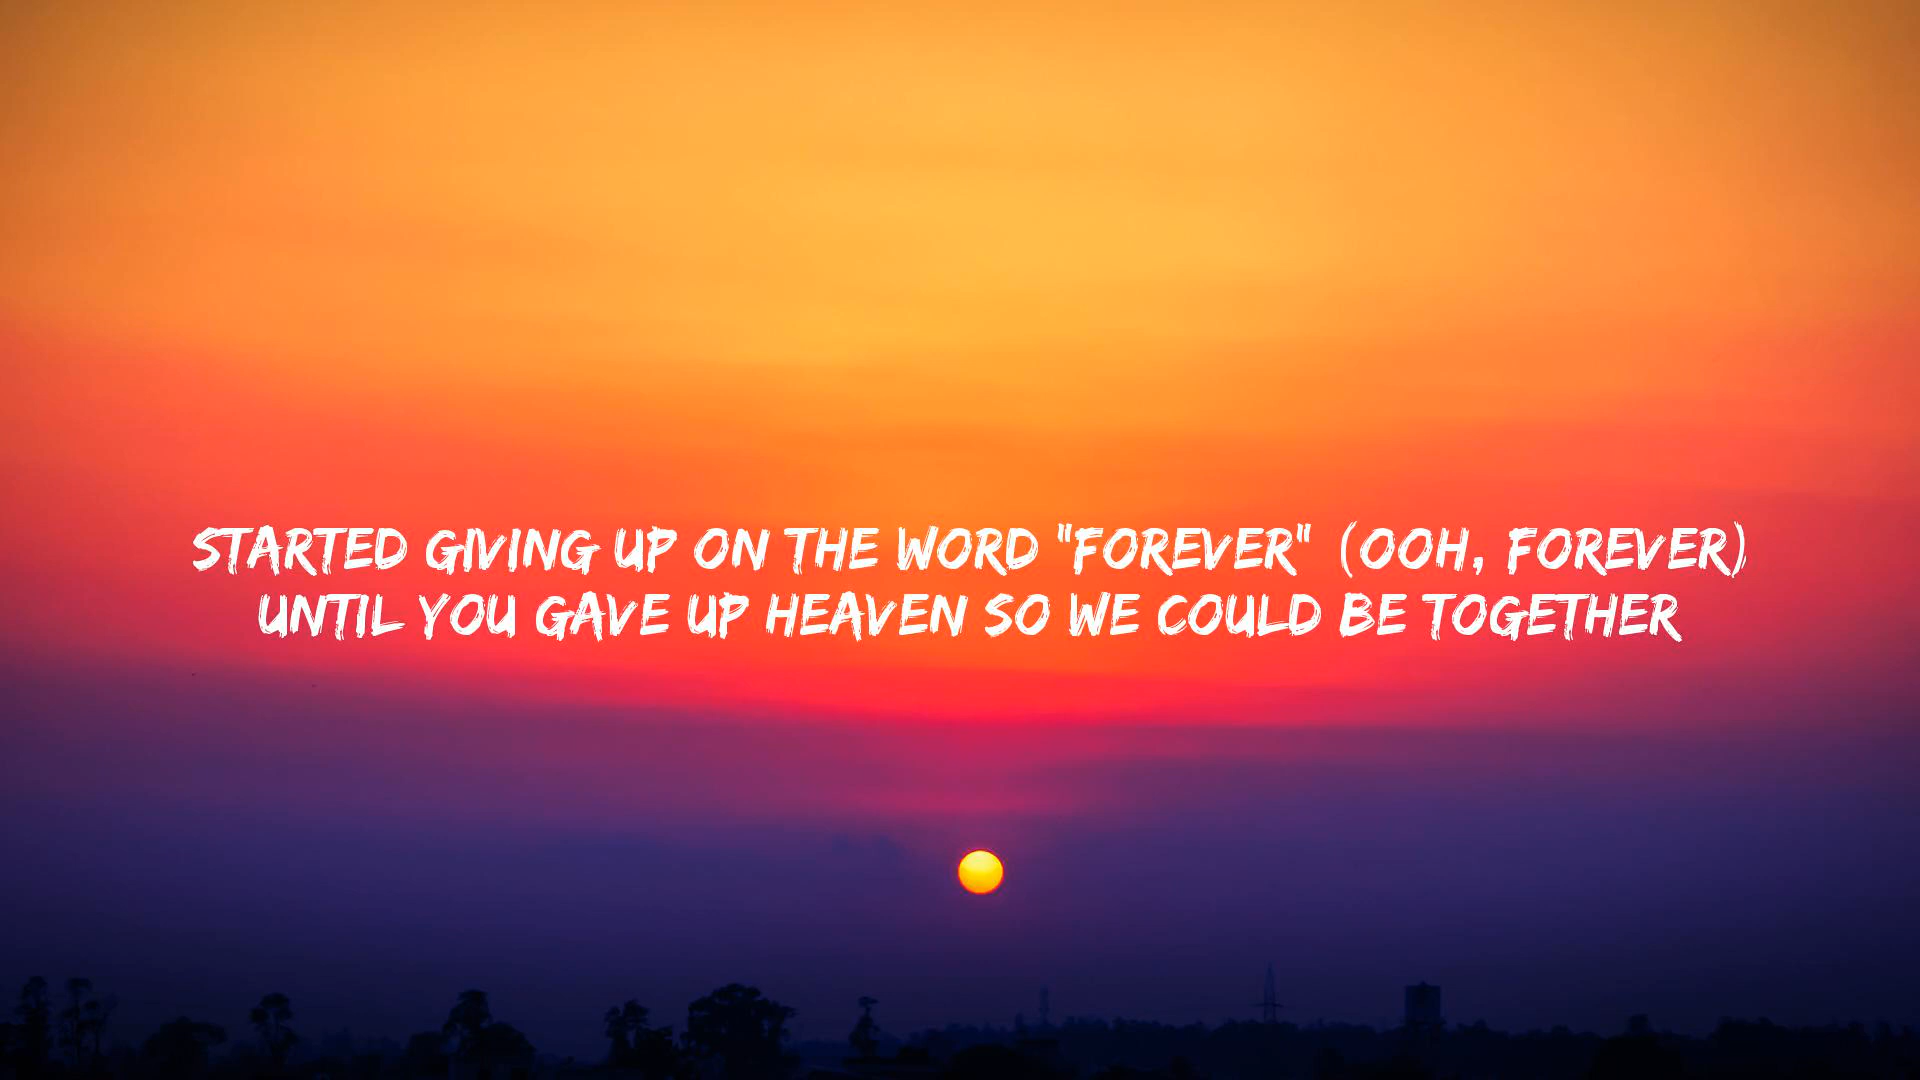 STARTED GIVING UP ON THE WORD "FOREVER" (OOH, FOREVER)
UNTIL YOU GAVE UP HEAVEN SO WE COULD BE TOGETHER